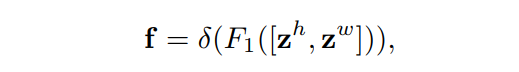 f = δ(F₁([zʰ, zʷ])),